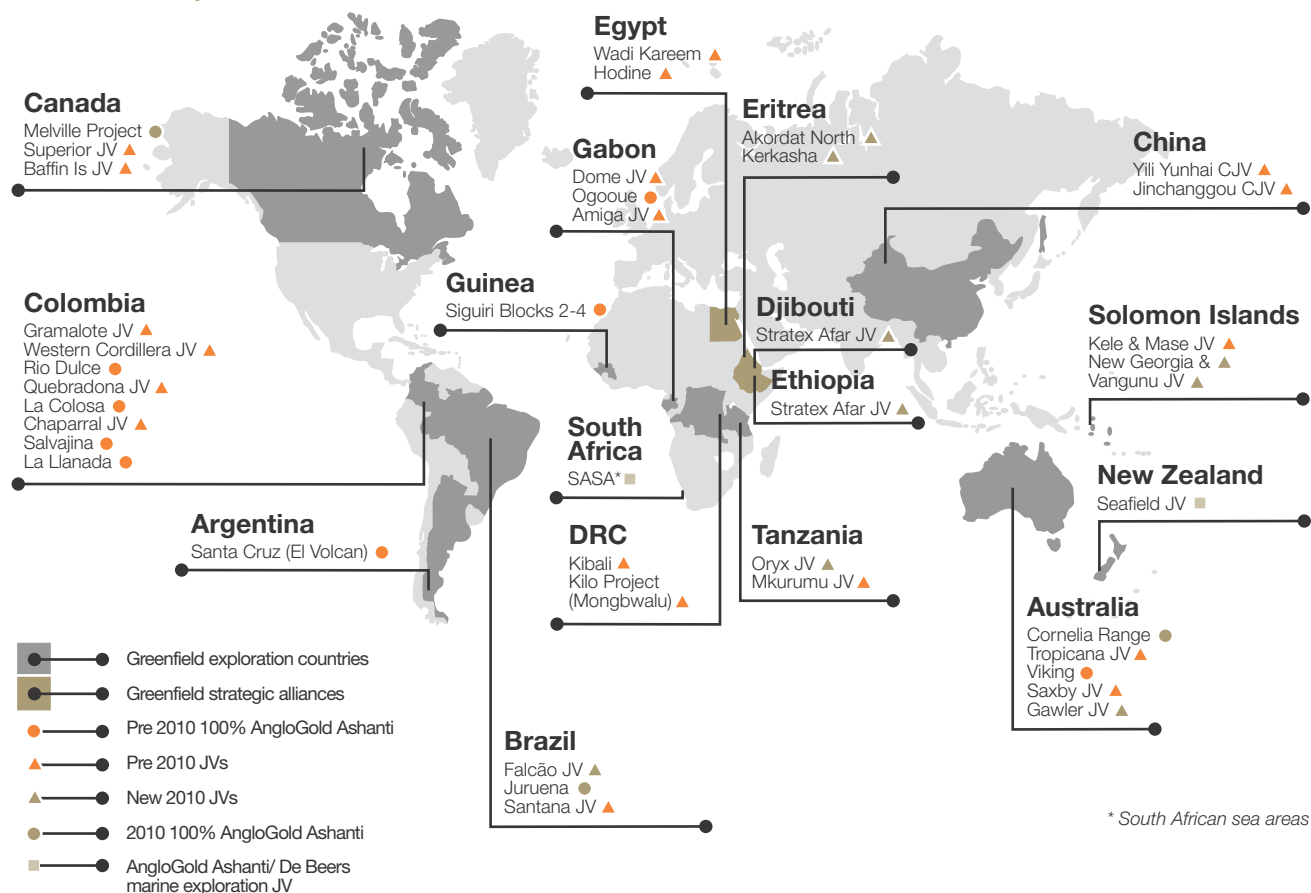 Egypt
Wadi Kareem
Hodine
Canada
Melville Project
Superior JV
Baffin Is JV
Eritrea
Akordat North
Kerkasha
China
Yili Yunhai CJV
Jinchanggou CJV
Gabon
Dome JV
Ogooue
Amiga JV
Guinea
Siguiri Blocks 2-4
Colombia
Gramalote JV
Western Cordillera JV
Rio Dulce
Quebradona JV
La Colosa
Chaparral JV
Salvajina
La Llanada
Djibouti
Stratex Afar JV
Ethiopia
Stratex Afar JV
Solomon Islands
Kele & Mase JV
New Georgia &
Vangunu JV
South
Africa
SASA*
New Zealand
Seafield JV
Argentina
Santa Cruz (El Volcan)
DRC
Kibali
Kilo Project
(Mongbwalu)
Tanzania
Oryx JV
Mkurumu JV
Australia
Cornelia Range
Tropicana JV
Viking
Saxby JV
Gawler JV
Brazil
Falcão JV
Juruena
Santana JV
Greenfield exploration countries
Greenfield strategic alliances
Pre 2010 100% AngloGold Ashanti
Pre 2010 JVs
New 2010 JVs
2010 100% AngloGold Ashanti
AngloGold Ashanti/ De Beers
marine exploration JV
* South African sea areas